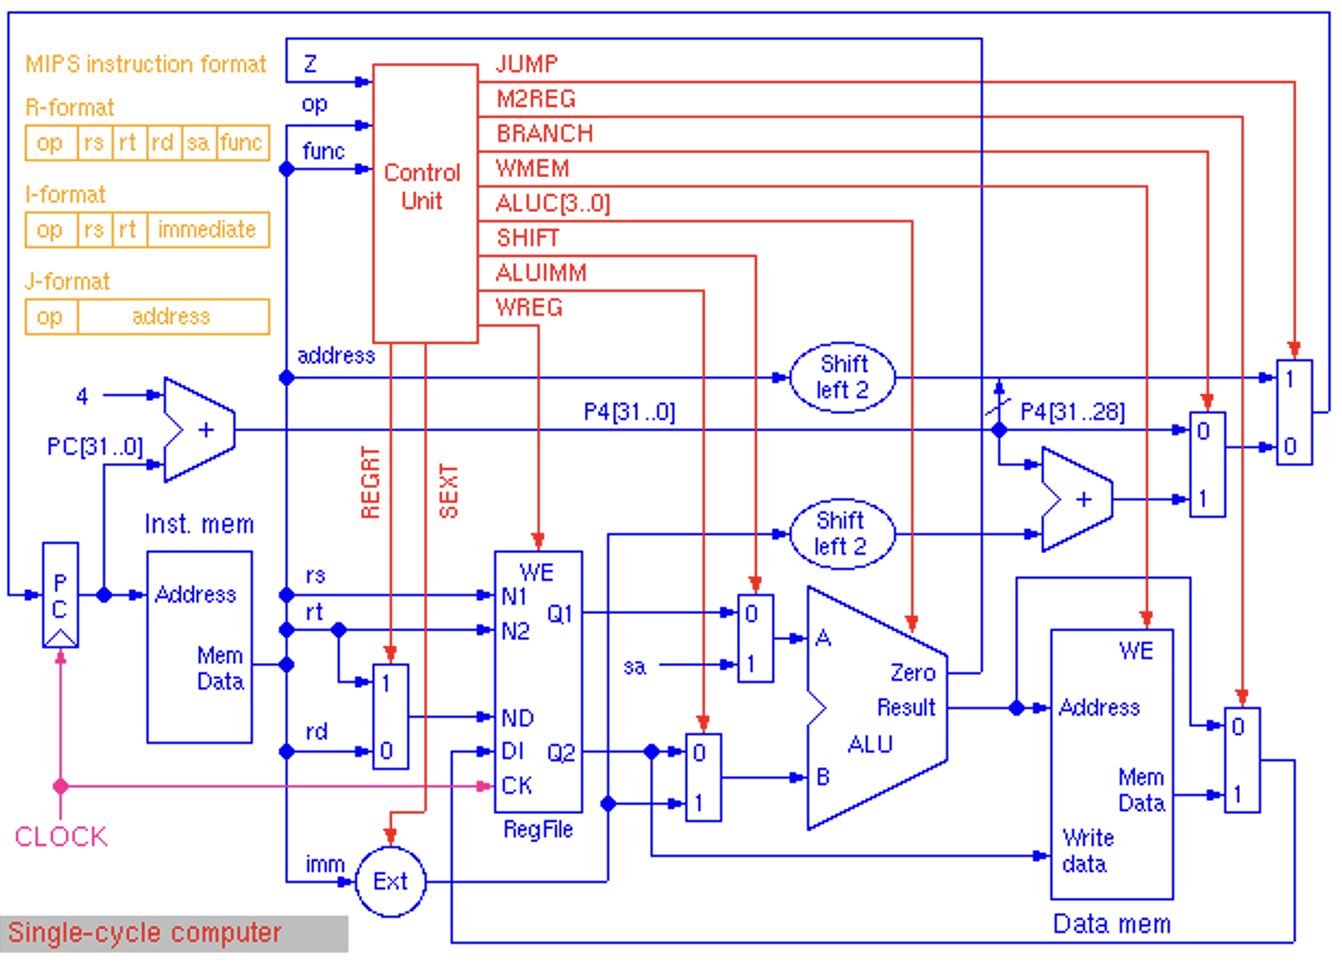 MIPS instruction format
R-format
op rs rt rd sa func
I-format
op rs rt immediate
J-format
op address
Z
op
func
Control
Unit
JUMP
M2REG
BRANCH
WMEM
ALUC[3..0]
SHIFT
ALUIMM
WREG
address
Shift
left 2
1
0
4
+
PC[31..0]
P4[31..0]
P4[31..28]
0
1
+
REGRT
SEXT
Shift
left 2
Inst. mem
P
C
Address
Mem
Data
rs
rt
rd
imm
1
0
WE
N1
N2
ND
DI
CK
Q1
Q2
RegFile
0
1
sa
0
1
A
B
Zero
Result
ALU
WE
Address
Mem
Data
Write
data
Data mem
0
1
CLOCK
Ext
Single-cycle computer